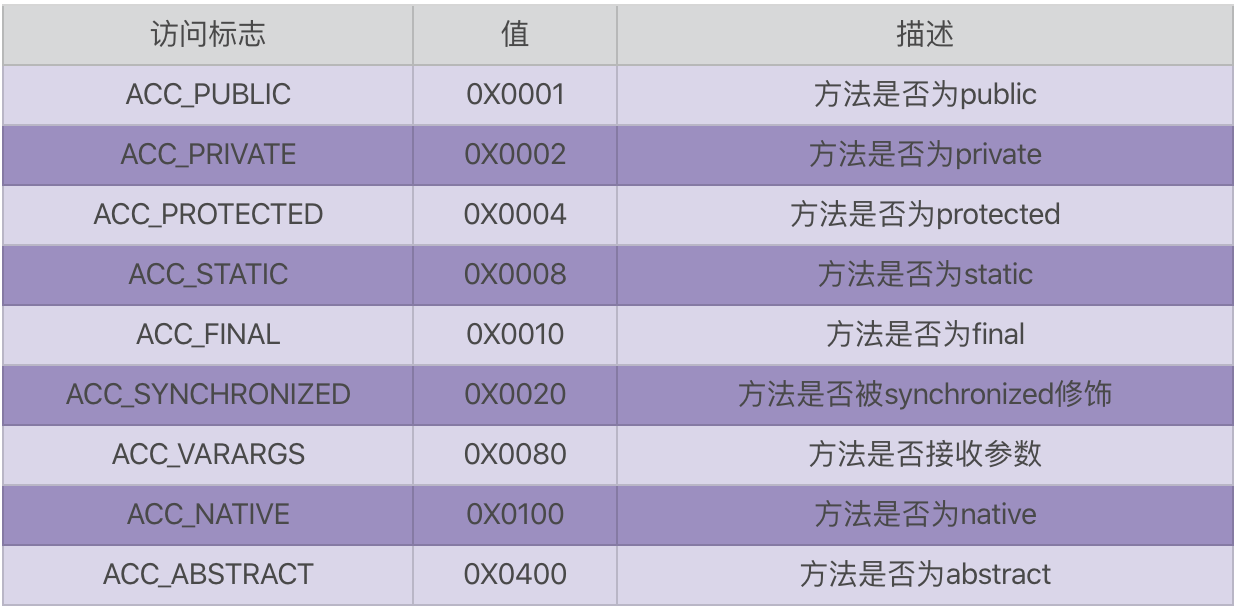 访问标志 值 描述
ACC_PUBLIC 0X0001 方法是否为public
ACC_PRIVATE 0X0002 方法是否为private
ACC_PROTECTED 0X0004 方法是否为protected
ACC_STATIC 0X0008 方法是否为static
ACC_FINAL 0X0010 方法是否为final
ACC_SYNCHRONIZED 0X0020 方法是否被synchronized修饰
ACC_VARARGS 0X0080 方法是否接收参数
ACC_NATIVE 0X0100 方法是否为native
ACC_ABSTRACT 0X0400 方法是否为abstract